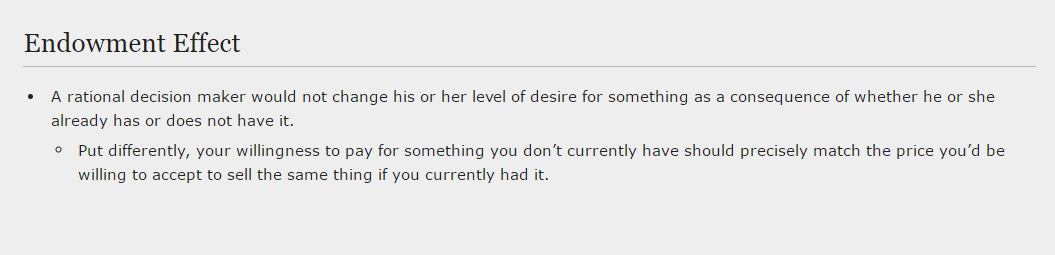 Endowment Effect
• A rational decision maker would not change his or her level of desire for something as a consequence of whether he or she
already has or does not have it.
◦ Put differently, your willingness to pay for something you don’t currently have should precisely match the price you’d be
willing to accept to sell the same thing if you currently had it.